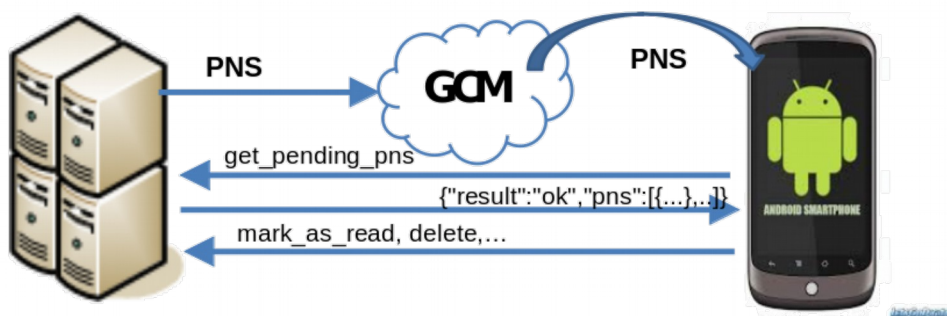 PNS
GCM
PNS
get_pending_pns
{"result":"ok","pns":[{...},..]}
mark_as_read, delete,...
ANDROID SMARTPHONE